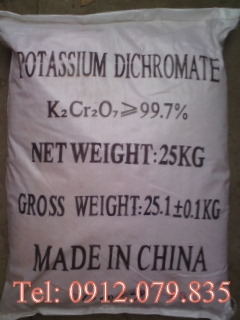 POTASSIUM DICHROMATE
K₂Cr₂O₇⩾99.7%
NET WEIGHT:25KG
GROSS WEIGHT:25.1±0.1KG
MADE IN CHINA
Tel: 0912.079.835